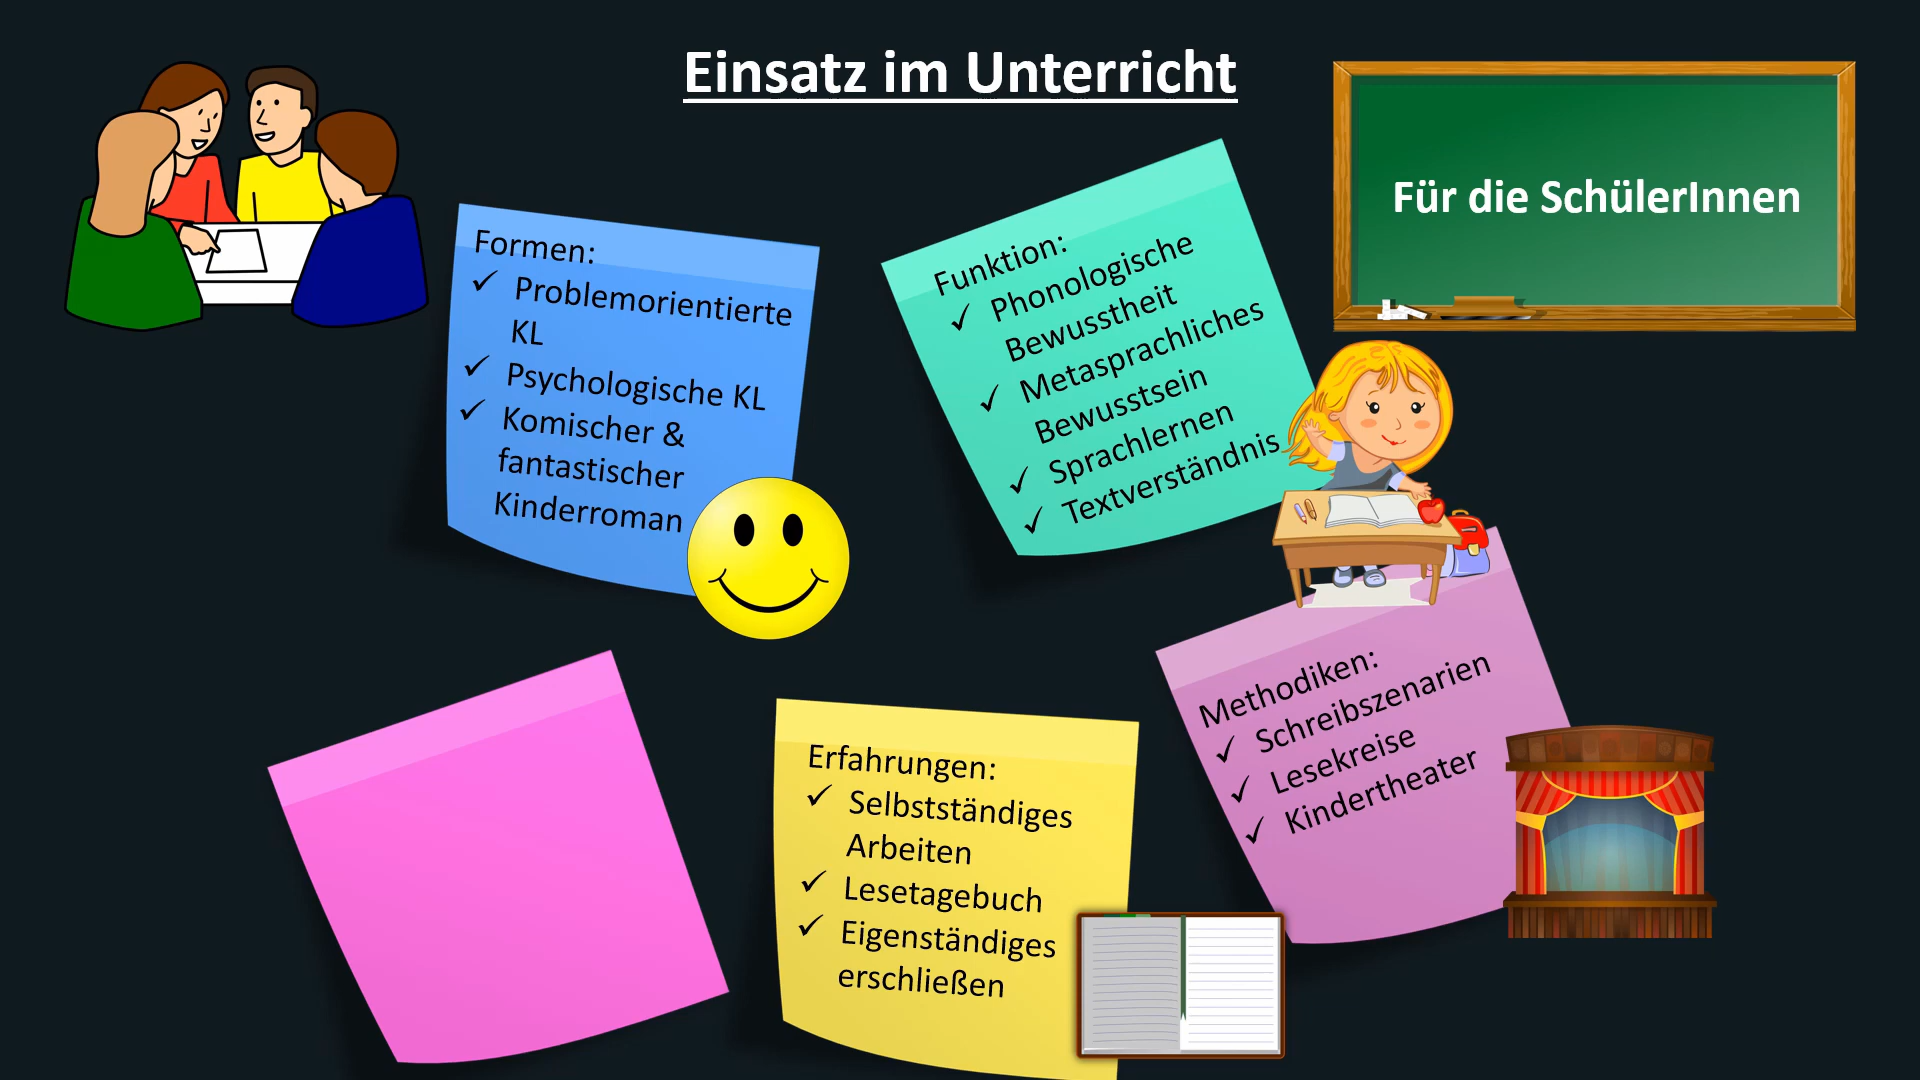 Einsatz im Unterricht
Für die SchülerInnen
Formen:
✓ Problemorientierte
KL
✓ Psychologische KL
✓ Komischer &
fantastischer
Kinderroman
Funktion:
✓ Phonologische
Bewusstheit
✓ Metasprachliches
Bewusstsein
✓ Sprachlernen
✓ Textverständnis
Erfahrungen:
✓ Selbstständiges
Arbeiten
✓ Lesetagebuch
✓ Eigenständiges
erschließen
Methodiken:
✓ Schreibszenarien
✓ Lesekreise
✓ Kindertheater